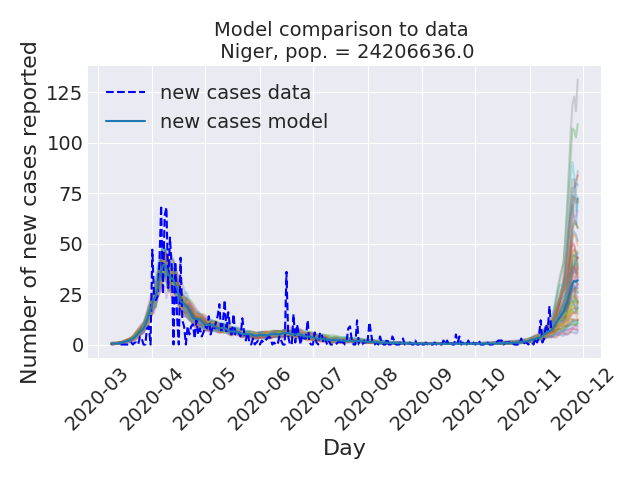 Model comparison to data
Niger, pop. = 24206636.0
Number of new cases reported
125
100
75
50
25
0
new cases data
new cases model
2020-03
2020-04
2020-05
2020-06
2020-07
2020-08
2020-09
2020-10
2020-11
2020-12
Day